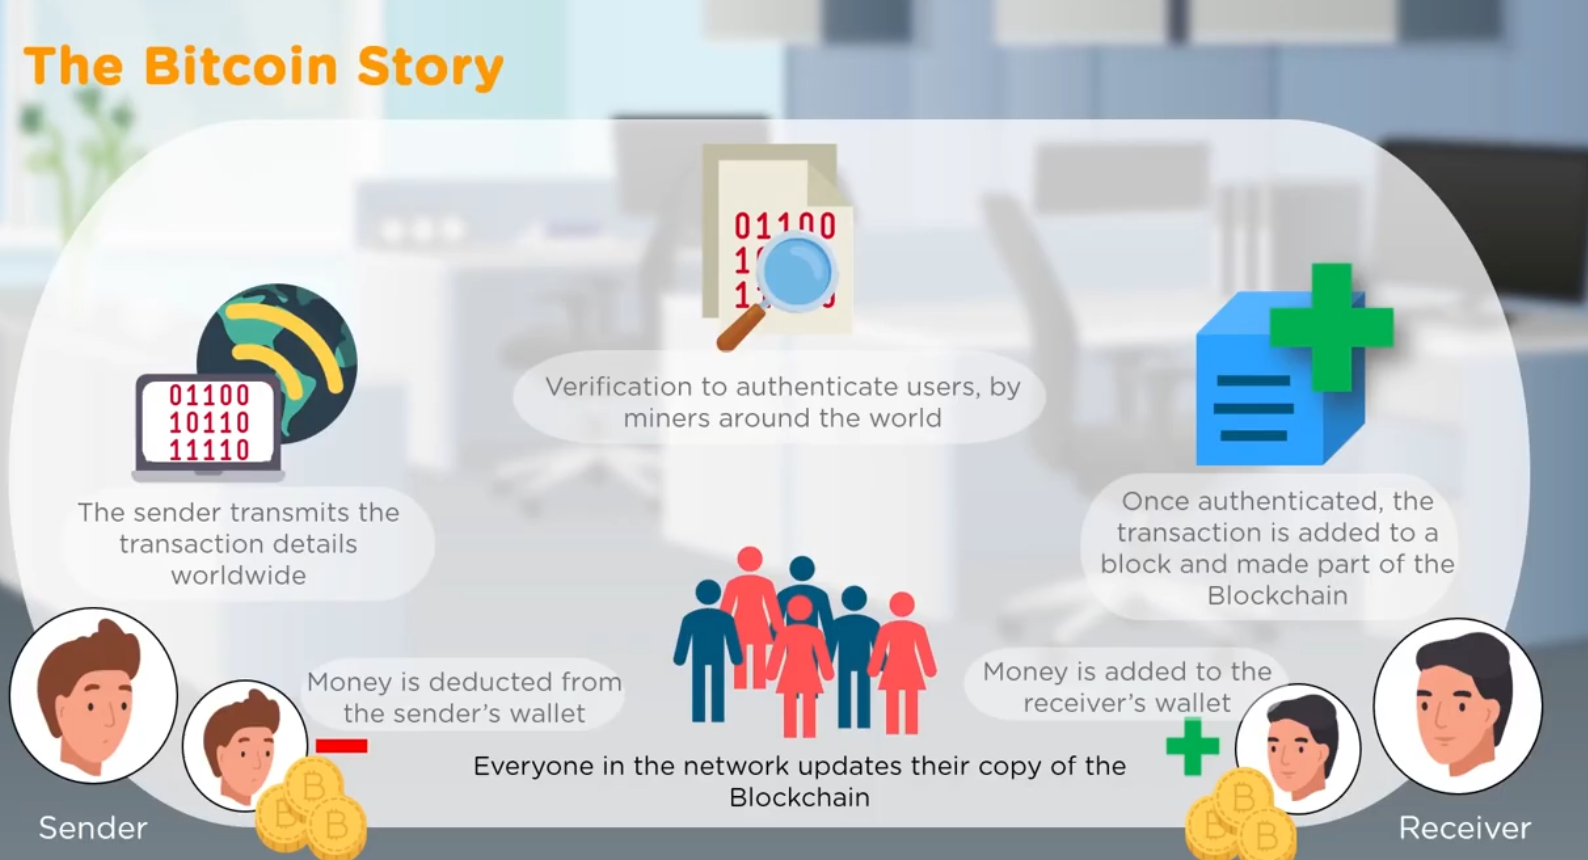 The Bitcoin Story
01100
Verification to authenticate users, by
miners around the world
01100
10110
11110
The sender transmits the
transaction details
worldwide
Once authenticated, the
transaction is added to a
block and made part of the
Blockchain
Money is deducted from
the sender's wallet
Money is added to the
receiver's wallet
Everyone in the network updates their copy of the
Blockchain
Sender
Receiver